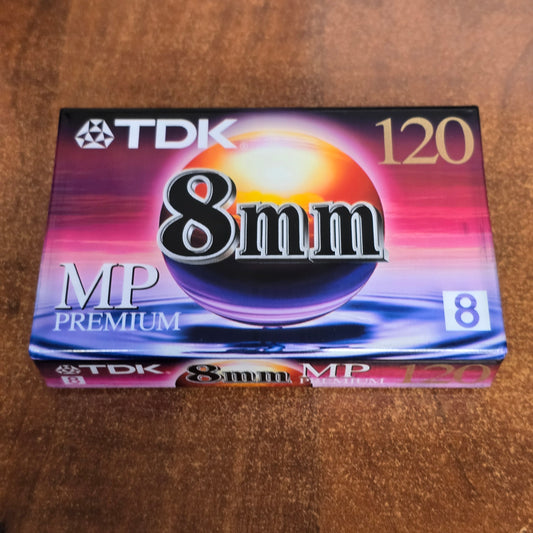 TDK 120
8mm
MP
PREMIUM
8
8 TDK 8mm MP PREMIUM 120